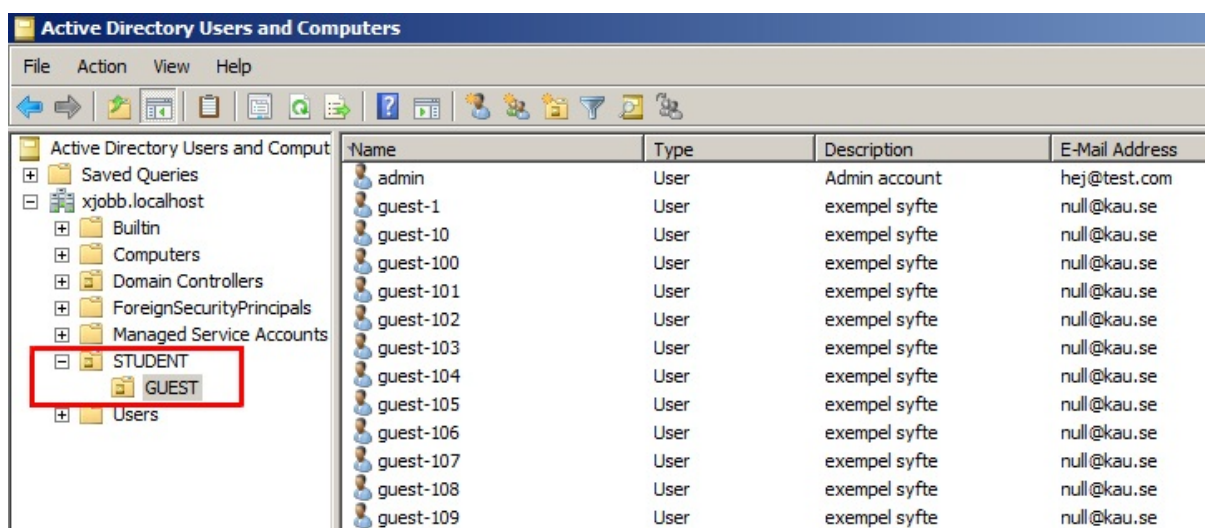 Active Directory Users and Computers
File Action View Help
Active Directory Users and Comput
Saved Queries
xjobb.localhost
Builtin
Computers
Domain Controllers
ForeignSecurityPrincipals
Managed Service Accounts
STUDENT
GUEST
Users
Name Type Description E-Mail Address
admin User Admin account hej@test.com
guest-1 User exempel syfte null@kau.se
guest-10 User exempel syfte null@kau.se
guest-100 User exempel syfte null@kau.se
guest-101 User exempel syfte null@kau.se
guest-102 User exempel syfte null@kau.se
guest-103 User exempel syfte null@kau.se
guest-104 User exempel syfte null@kau.se
guest-105 User exempel syfte null@kau.se
guest-106 User exempel syfte null@kau.se
guest-107 User exempel syfte null@kau.se
guest-108 User exempel syfte null@kau.se
guest-109 User exempel syfte null@kau.se